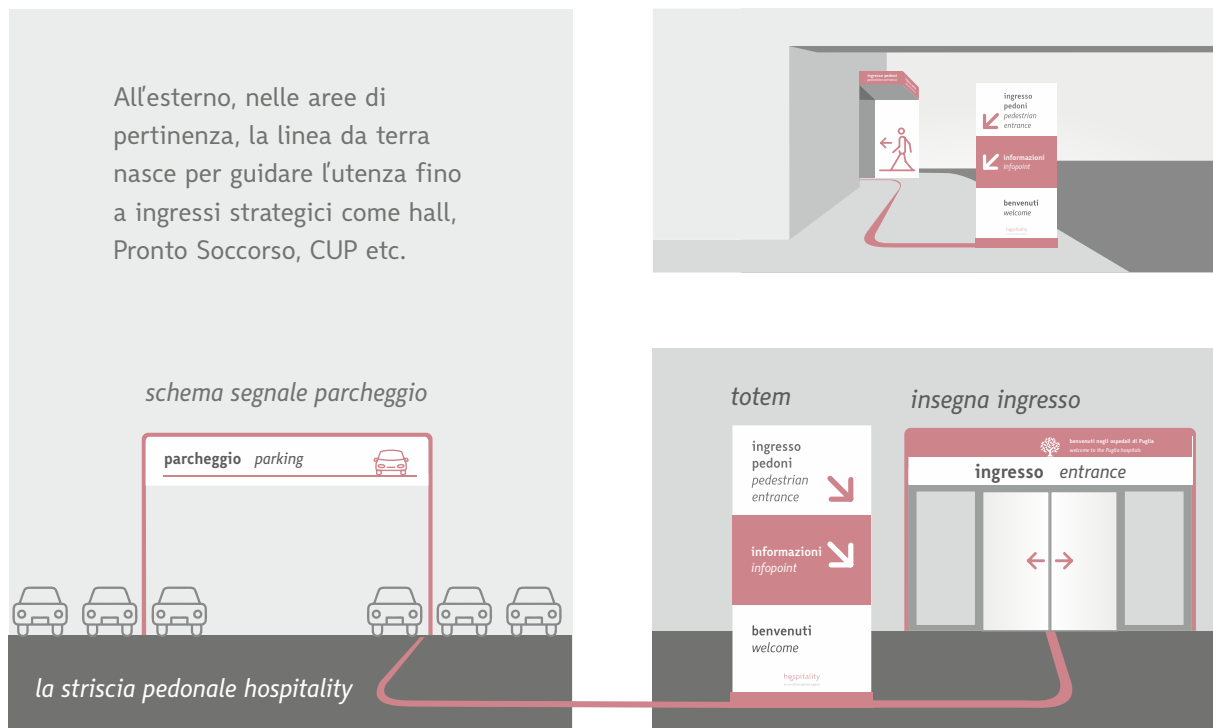 All'esterno, nelle aree di
pertinenza, la linea da terra
nasce per guidare l'utenza fino
a ingressi strategici come hall,
Pronto Soccorso, CUP etc.
schema segnale parcheggio
parcheggio parking
la striscia pedonale hospitality
ingresso pedoni
ingresso
pedoni
pedestrian
entrance
informazioni
infopoint
benvenuti
welcome
hospitality
totem
ingresso
pedoni
pedestrian
entrance
informazioni
infopoint
benvenuti
welcome
hospitality
insegna ingresso
benvenuti negli ospedali di Puglia
welcome to the Puglia hospitals
ingresso entrance